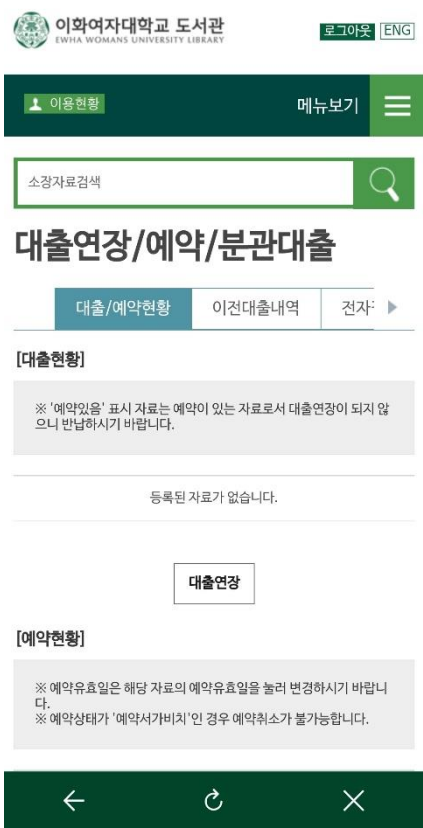 이화여자대학교 도서관
EWHA WOMANS UNIVERSITY LIBRARY
로그아웃 ENG
이용현황
메뉴보기
소장자료검색
대출연장/예약/분관대출
대출/예약현황 이전대출내역 전자
[대출현황]
※ '예약있음' 표시 자료는 예약이 있는 자료로서 대출연장이 되지 않
으니 반납하시기 바랍니다.
등록된 자료가 없습니다.
대출연장
[예약현황]
※ 예약유효일은 해당 자료의 예약유효일을 눌러 변경하시기 바랍니
다.
※ 예약상태가 '예약서가비치'인 경우 예약취소가 불가능합니다.